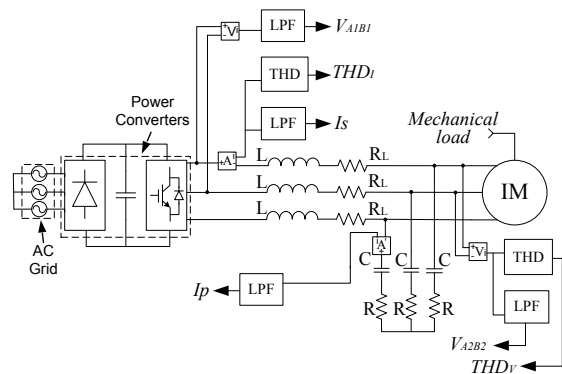 +V- i
LPF
VA1B1
THD
THDI
Power
Converters
LPF
Is
Mechanical
load
+A-
L
RL
L
RL
IM
L
RL
AC
Grid
A
+
+
-
Vi
THD
C
C
C
Ip
LPF
LPF
R
R
R
VA2B2
THDV